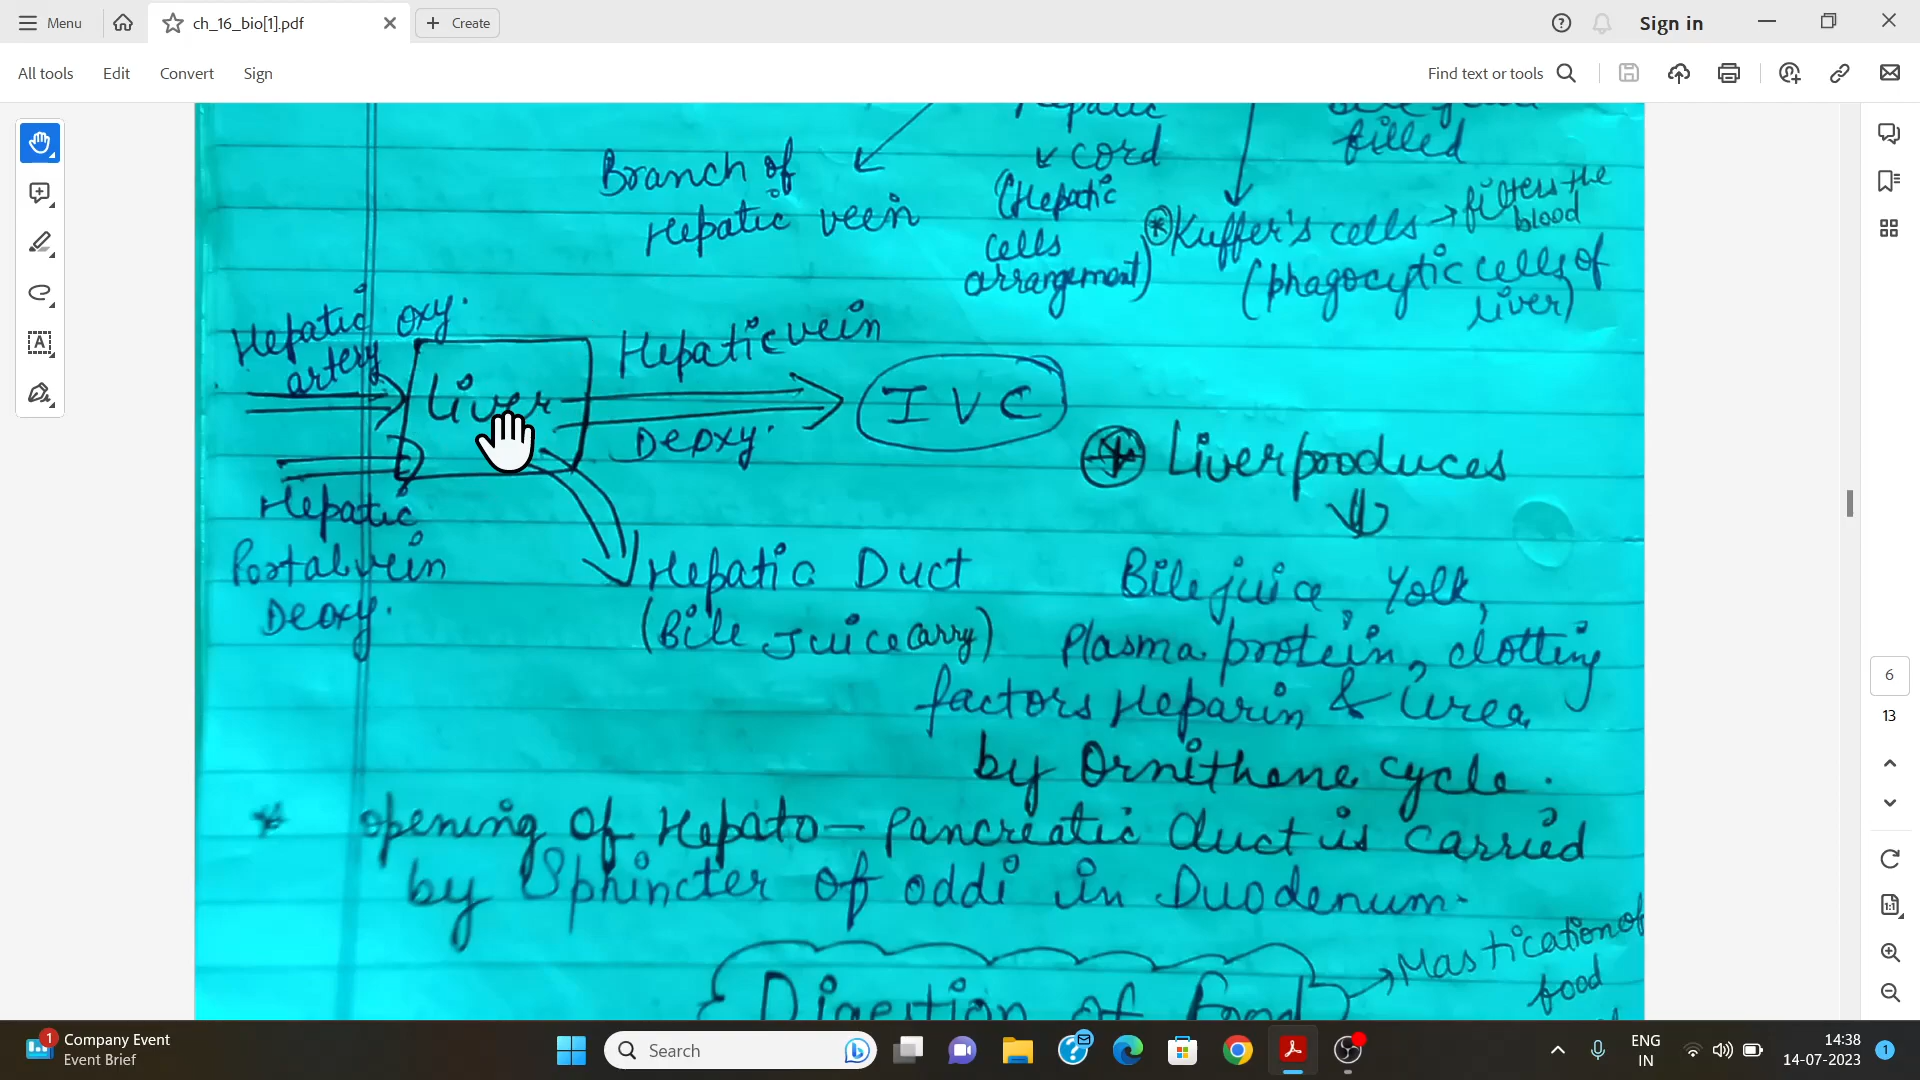 Menu
ch_16_bio[1].pdf
Create
Sign in
All tools
Edit
Convert
Sign
Find text or tools
cord
filled
Branch of
Hepatic vein
(Hepatic
cells
arrangement)
Kuffer's cells → filters the
blood
(phagocytic cells of
liver)
Hepatic oxy.
artery
Liver
Hepatic vein
Deoxy.
IVC
Hepatic
Portal vein
Deoxy.
Hepatic Duct
(Bile Juice Carry)
Liver produces
Bile juice, Yolk,
Plasma protein, clotting
factors Heparin & Urea
by Ornithene cycle.
* opening of Hepato - Pancreatic duct is carried
by Sphincter of oddi in Duodenum.
Digestion of Food
Mastication of
food
6
13
1
Company Event
Event Brief
Search
ENG
IN
14:38
14-07-2023
1